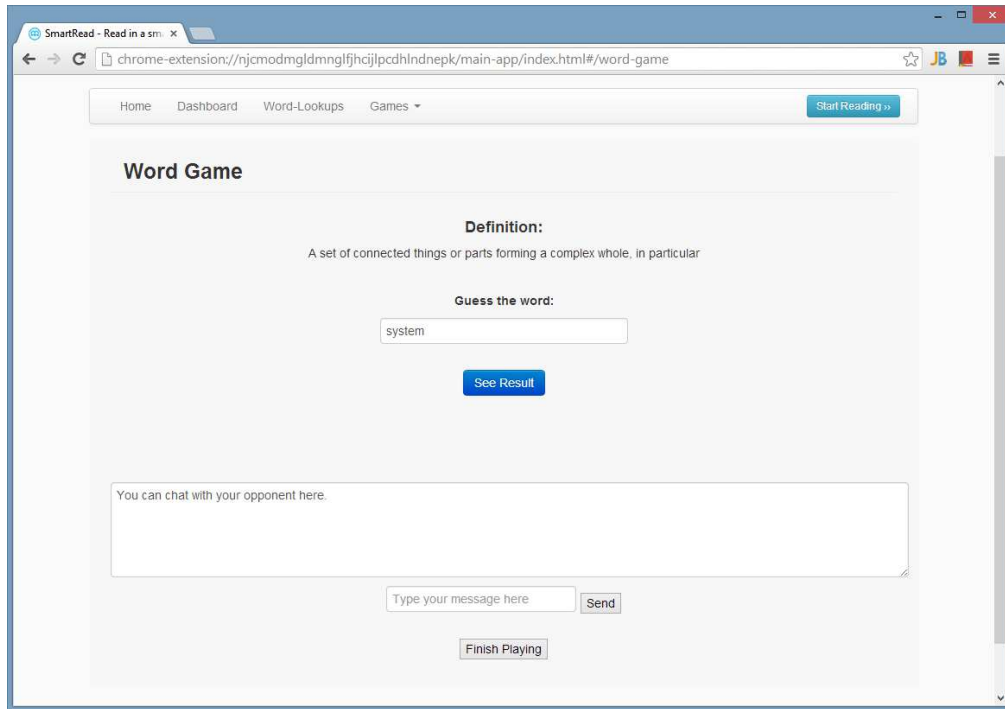 SmartRead - Read in a sm
chrome-extension://njcmodmgldmnglfjhcijlpcdhlndnepk/main-app/index.html#/word-game
JB
Home Dashboard Word-Lookups Games Start Reading »
Word Game
Definition:
A set of connected things or parts forming a complex whole, in particular
Guess the word:
system
See Result
You can chat with your opponent here.
Type your message here Send
Finish Playing